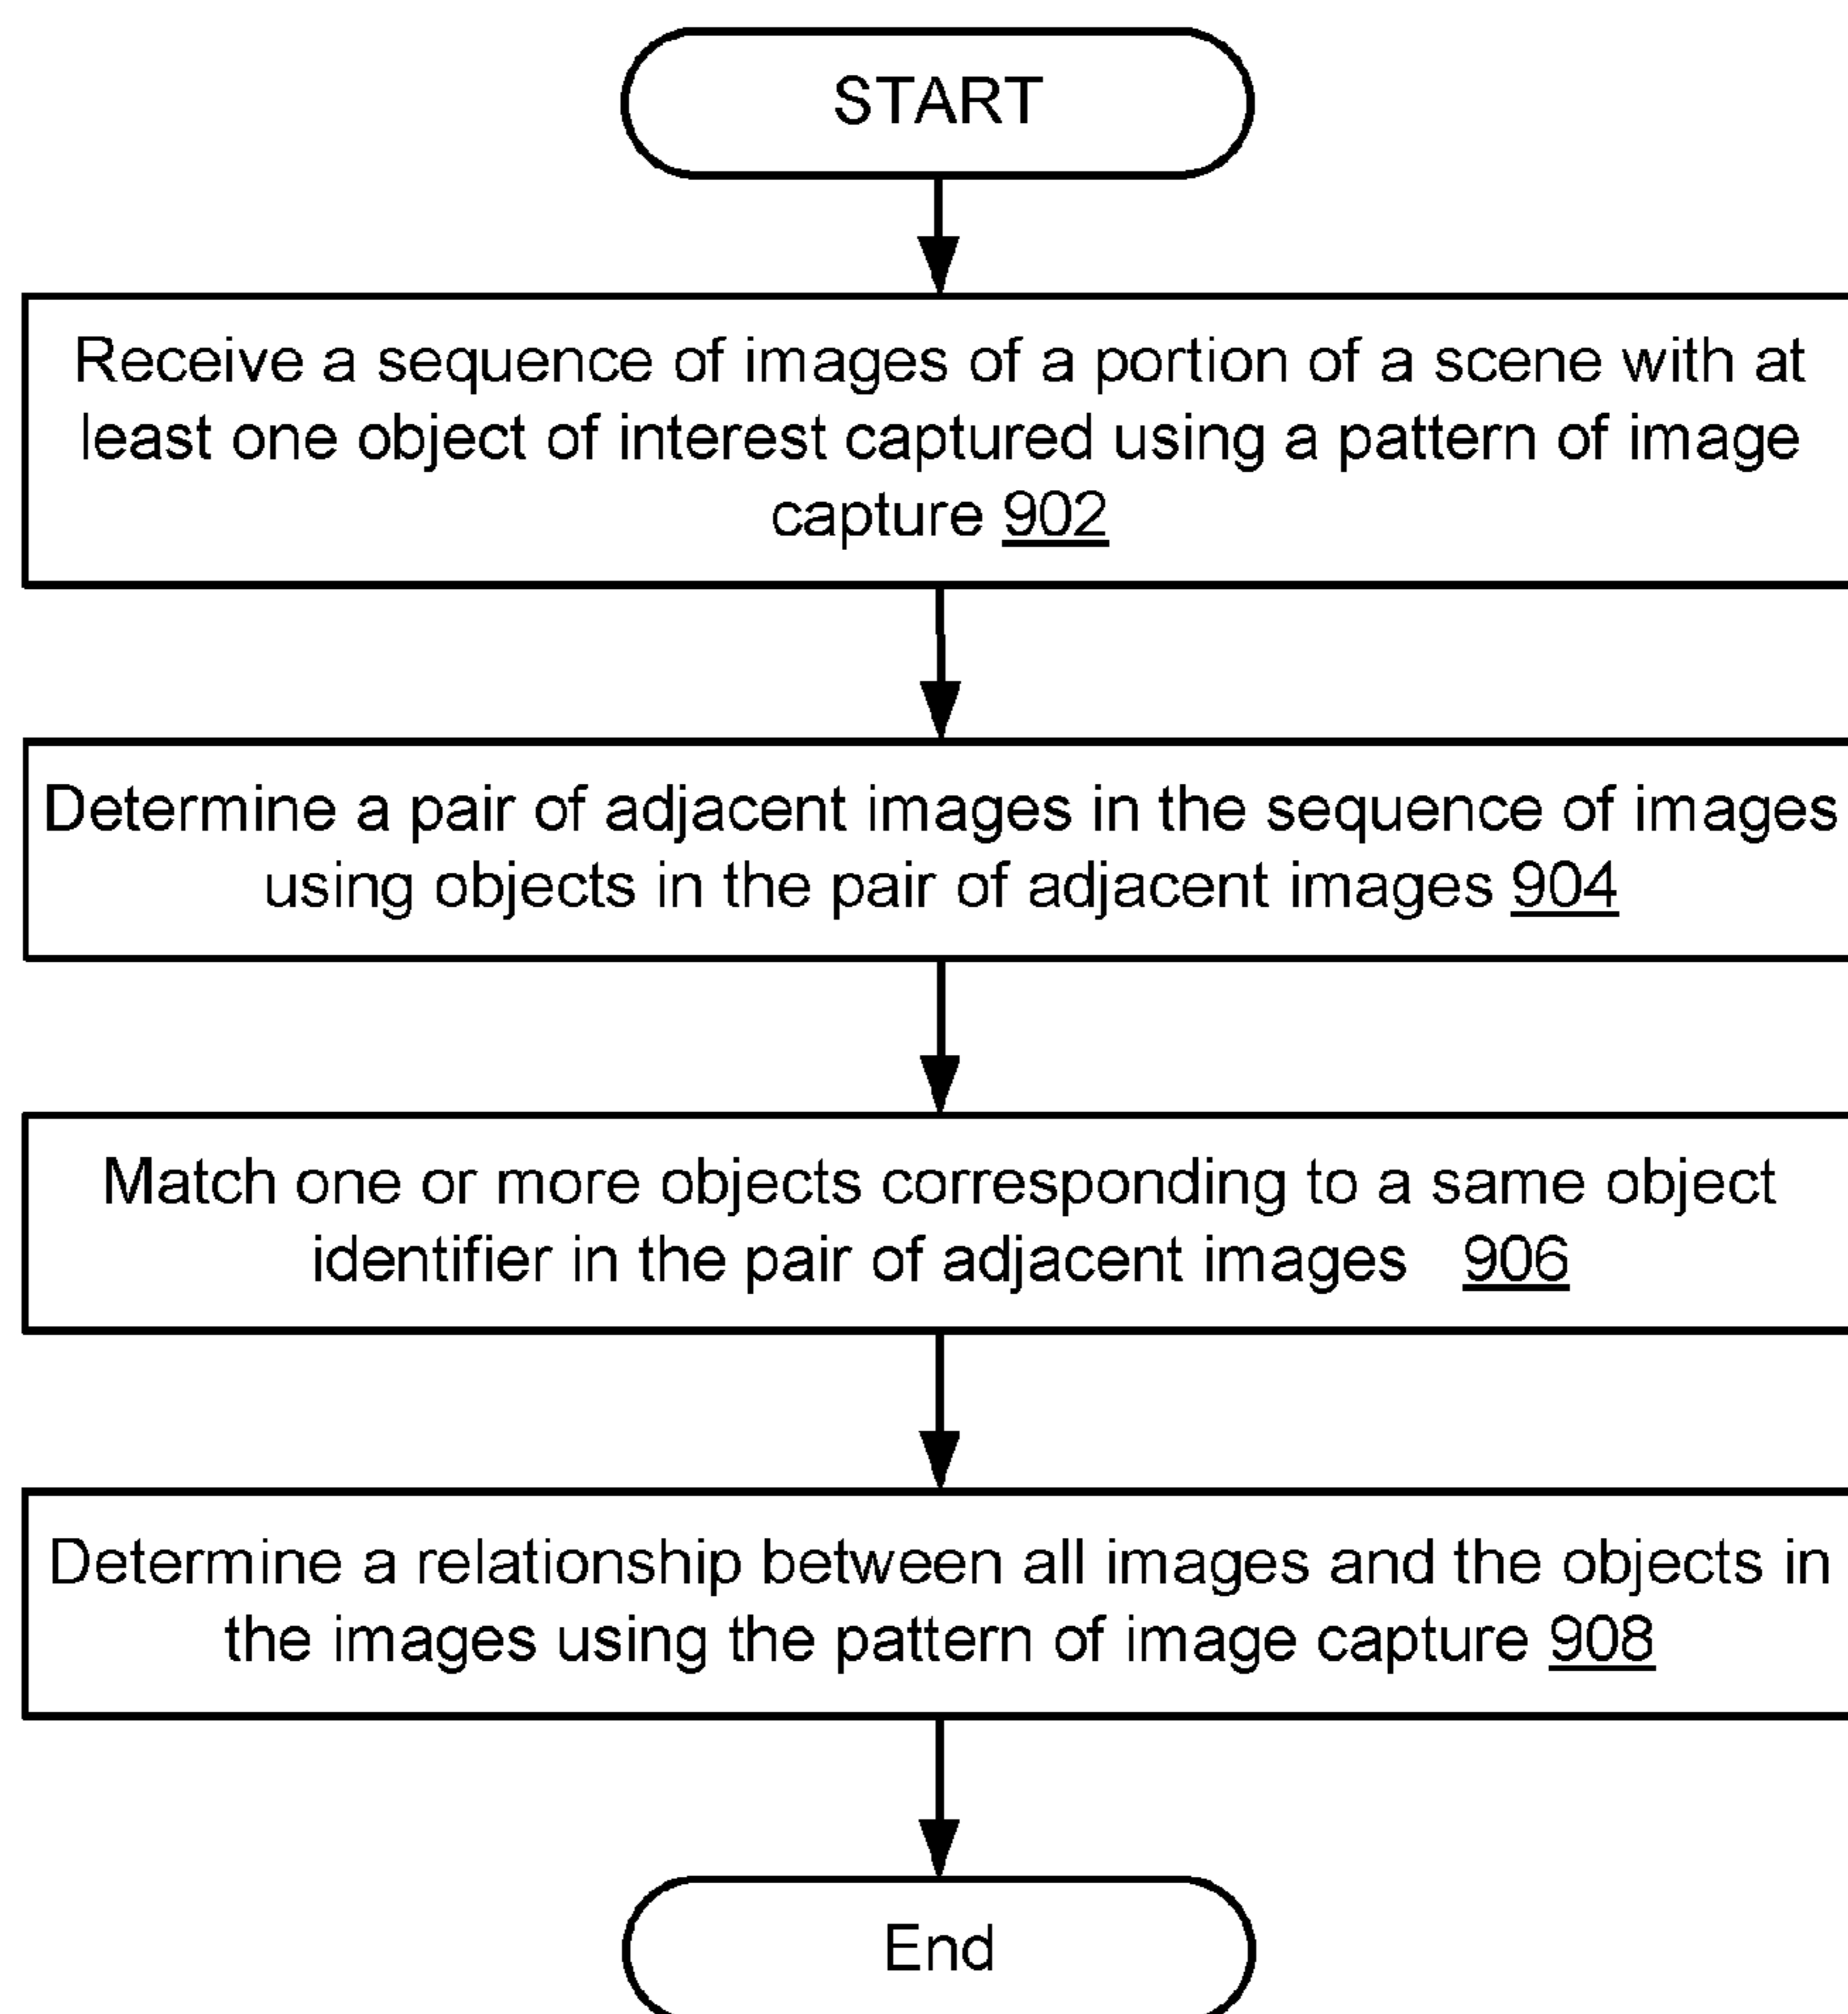 START
Receive a sequence of images of a portion of a scene with at
least one object of interest captured using a pattern of image
capture 902
Determine a pair of adjacent images in the sequence of images
using objects in the pair of adjacent images 904
Match one or more objects corresponding to a same object
identifier in the pair of adjacent images 906
Determine a relationship between all images and the objects in
the images using the pattern of image capture 908
End